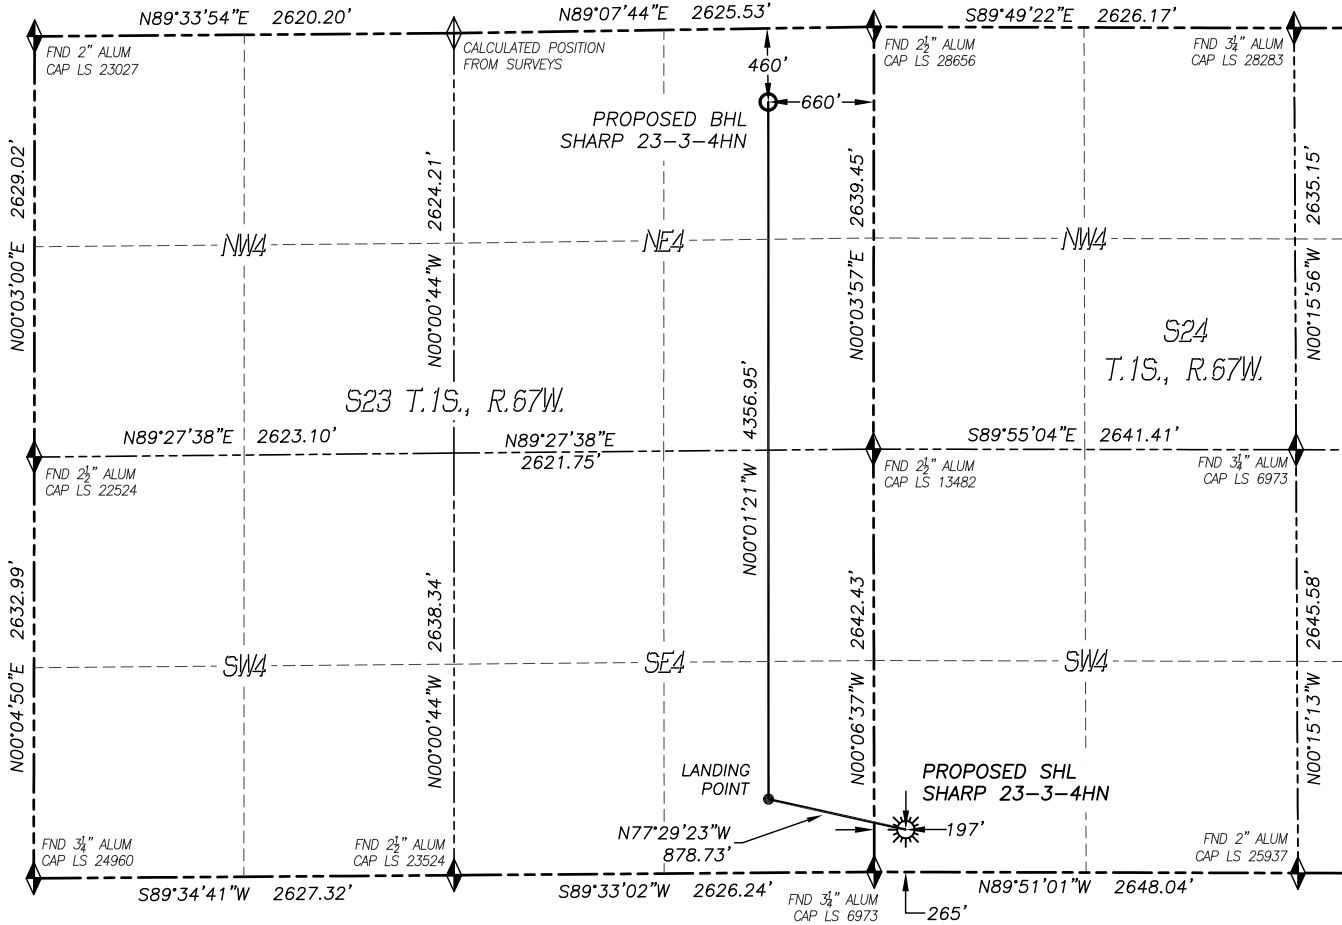 N89°33'54"E 2620.20'
N89°07'44"E 2625.53'
S89°49'22"E 2626.17'
FND 2" ALUM
CAP LS 23027
CALCULATED POSITION
FROM SURVEYS
FND 2½" ALUM
CAP LS 28656
FND 3¼" ALUM
CAP LS 28283
460'
660'
PROPOSED BHL
SHARP 23-3-4HN
N00°03'00"E 2629.02'
N00°00'44"W 2624.21'
N00°03'57"E 2639.45'
N00°15'56"W 2635.15'
NW4
NE4
NW4
S23 T.1S., R.67W.
S24
T.1S., R.67W.
N00°01'21"W 4356.95'
N89°27'38"E 2623.10'
N89°27'38"E
2621.75'
S89°55'04"E 2641.41'
FND 2½" ALUM
CAP LS 22524
FND 2½" ALUM
CAP LS 13482
FND 3¼" ALUM
CAP LS 6973
N00°04'50"E 2632.99'
N00°00'44"W 2638.34'
N00°06'37"W 2642.43'
N00°15'13"W 2645.58'
SW4
SE4
SW4
LANDING
POINT
PROPOSED SHL
SHARP 23-3-4HN
N77°29'23"W
878.73'
197'
FND 3¼" ALUM
CAP LS 24960
FND 2½" ALUM
CAP LS 23524
FND 2" ALUM
CAP LS 25937
S89°34'41"W 2627.32'
S89°33'02"W 2626.24'
N89°51'01"W 2648.04'
FND 3¼" ALUM
CAP LS 6973
265'